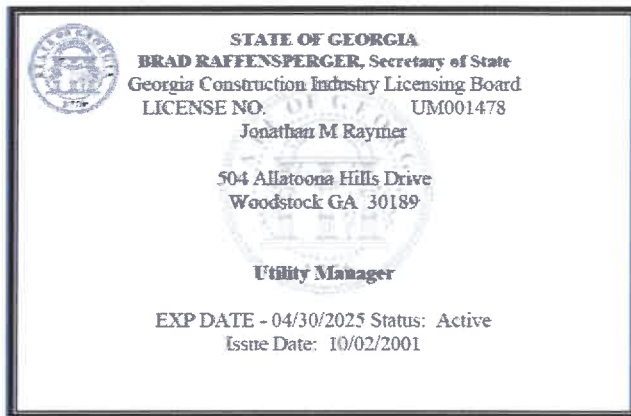 STATE OF GEORGIA
BRAD RAFFENSPERGER, Secretary of State
Georgia Construction Industry Licensing Board
LICENSE NO. UM001478
Jonathan M Raymer
504 Allatoona Hills Drive
Woodstock GA 30189
Utility Manager
EXP DATE - 04/30/2025 Status: Active
Issue Date: 10/02/2001